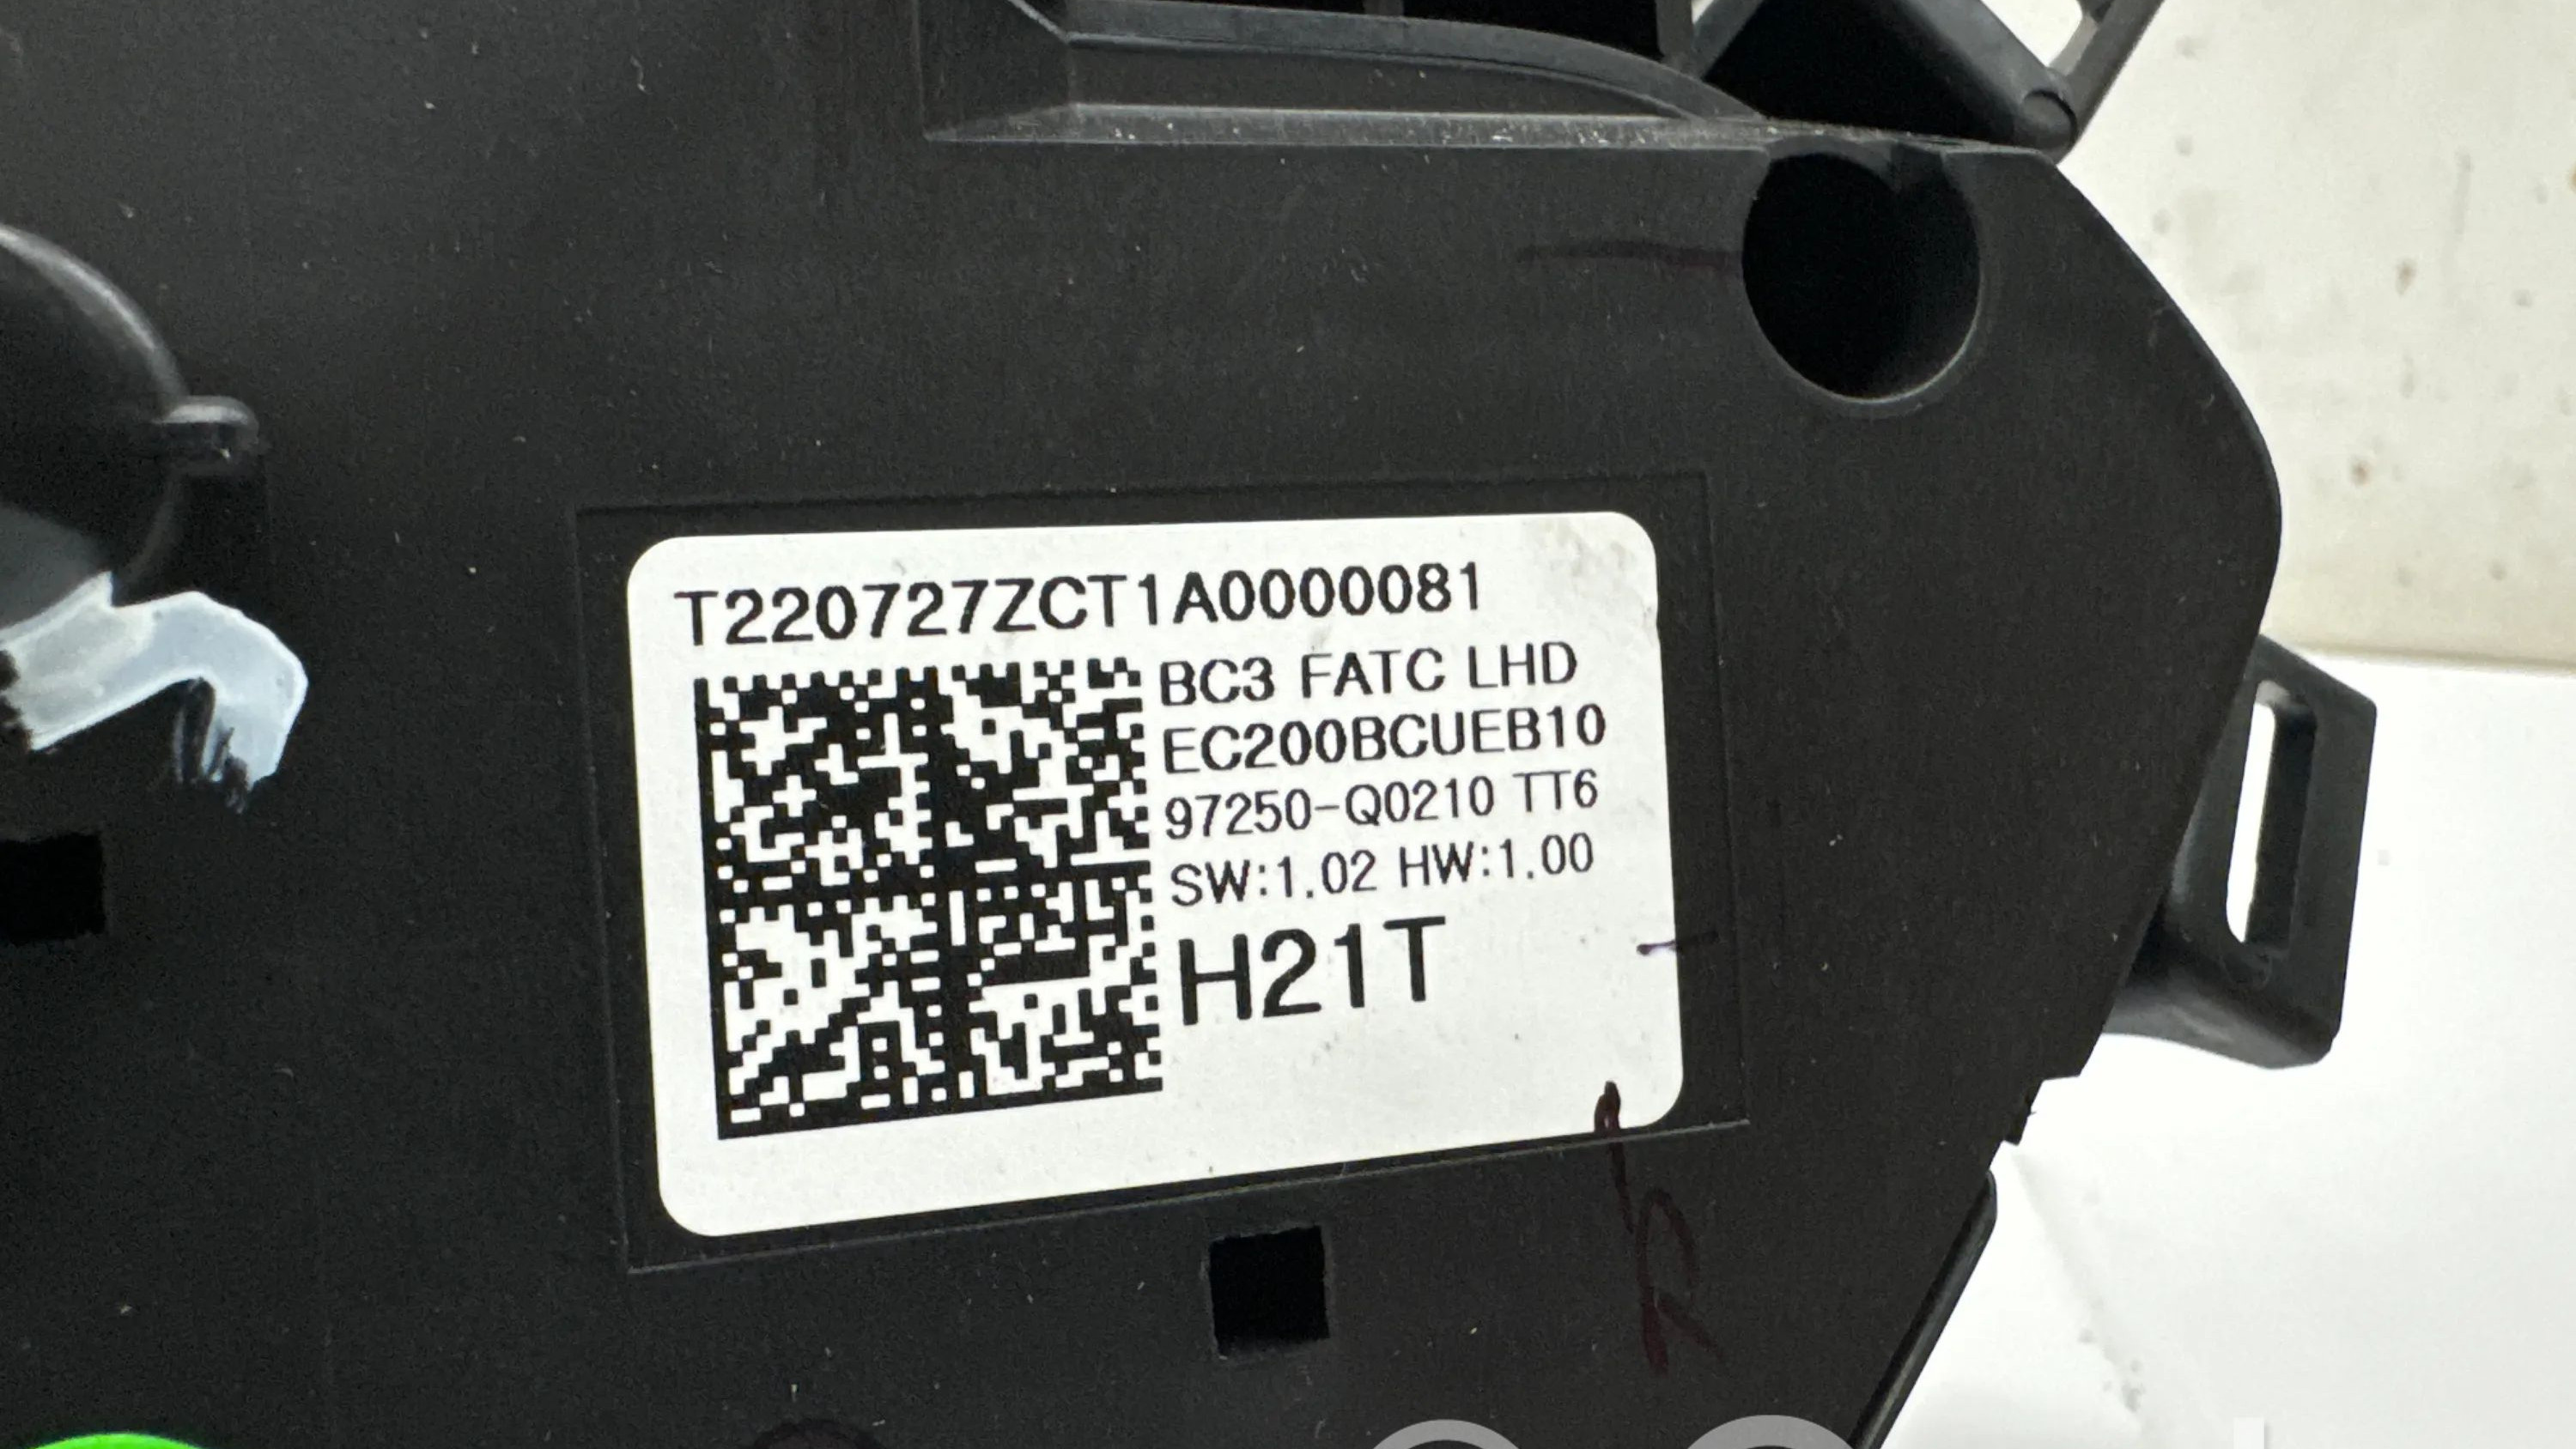 T220727ZCT1A0000081
BC3 FATC LHD
EC200BCUEB10
97250-Q0210 TT6
SW:1.02 HW:1.00
H21T